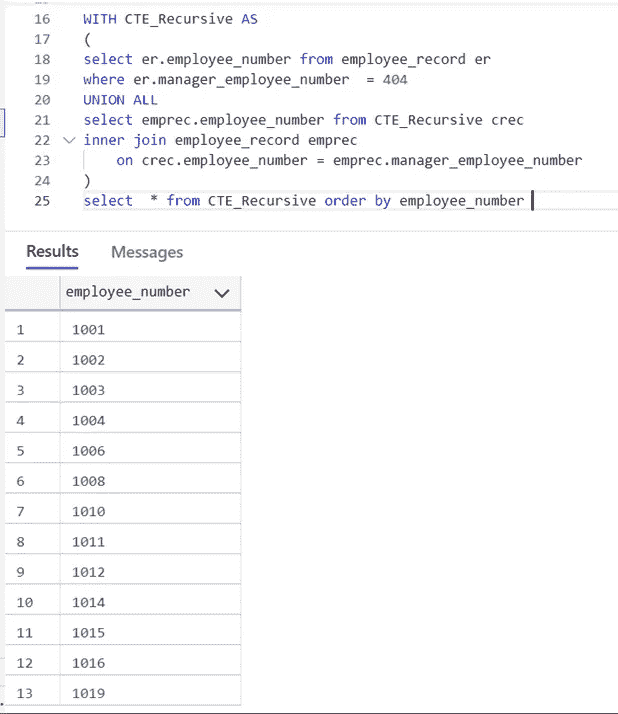 16 WITH CTE_Recursive AS
17 (
18 select er.employee_number from employee_record er
19 where er.manager_employee_number  = 404
20 UNION ALL
21 select emprec.employee_number from CTE_Recursive crec
22 inner join employee_record emprec
23     on crec.employee_number = emprec.manager_employee_number
24 )
25 select  * from CTE_Recursive order by employee_number
Results Messages
employee_number
1 1001
2 1002
3 1003
4 1004
5 1006
6 1008
7 1010
8 1011
9 1012
10 1014
11 1015
12 1016
13 1019